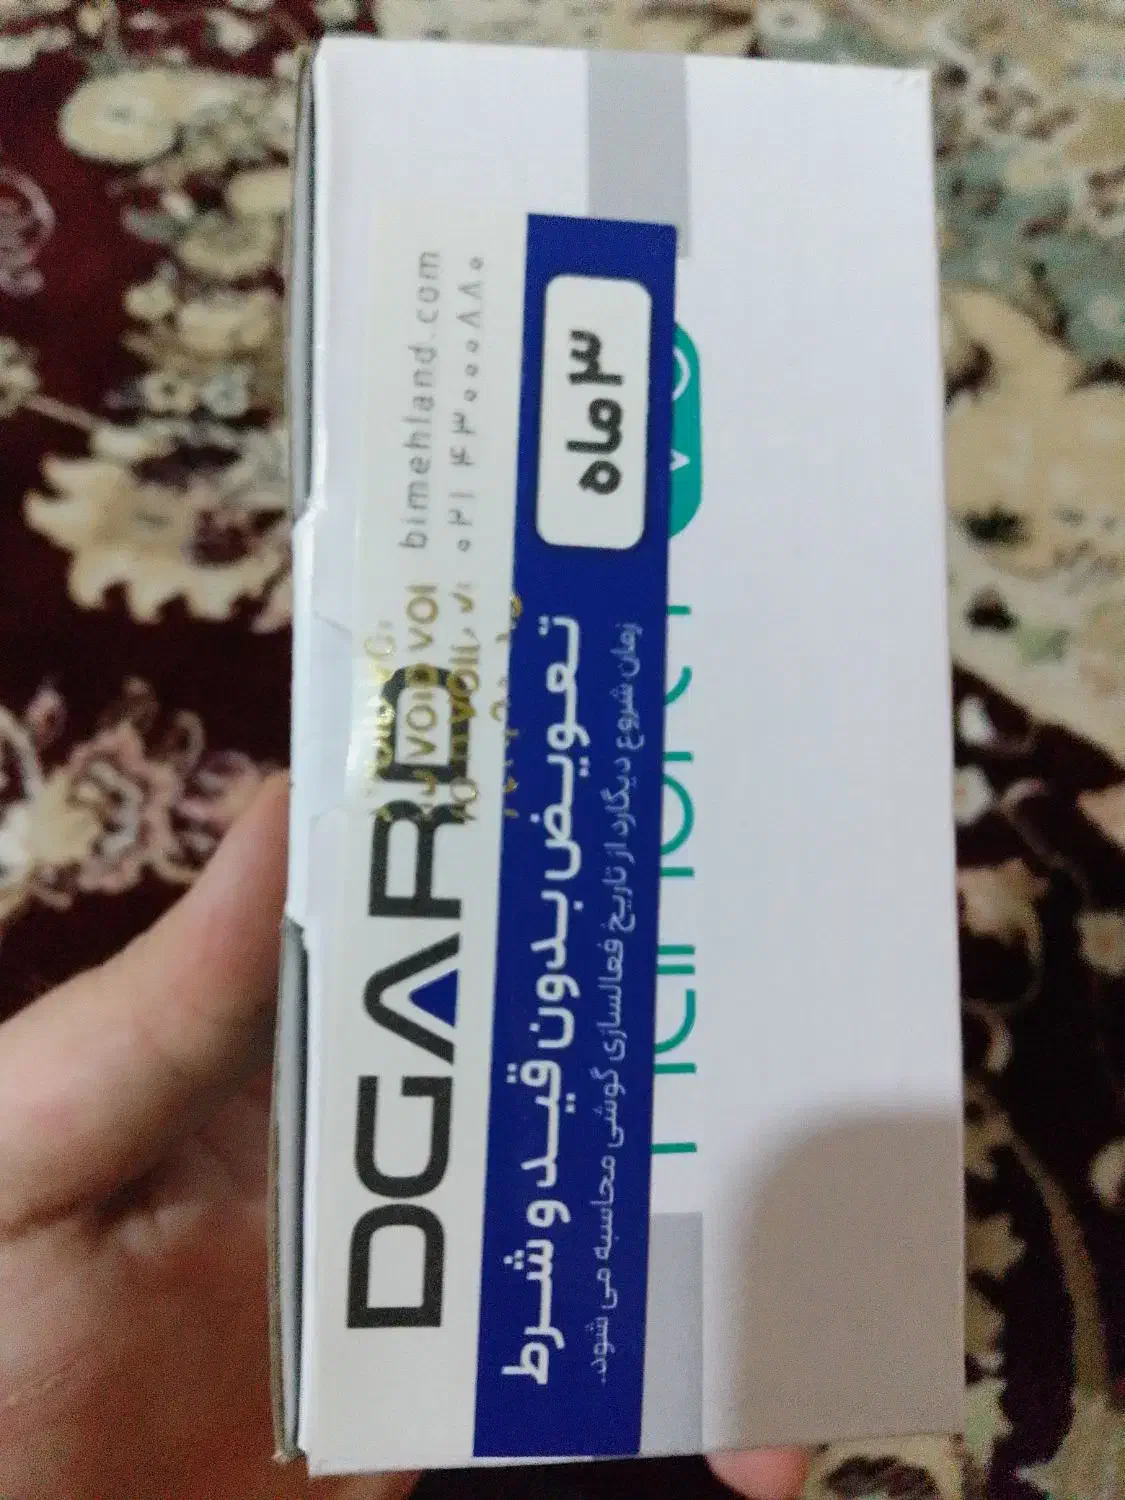 bimehland.com
۰۲۱ ۴۳۰۰۰۸۸۰
DGARD
VOID VOI
۳ ماه
تعویض بدون قید و شرط
زمان شروع دیگارد از تاریخ فعالسازی گوشی محاسبه می شود.